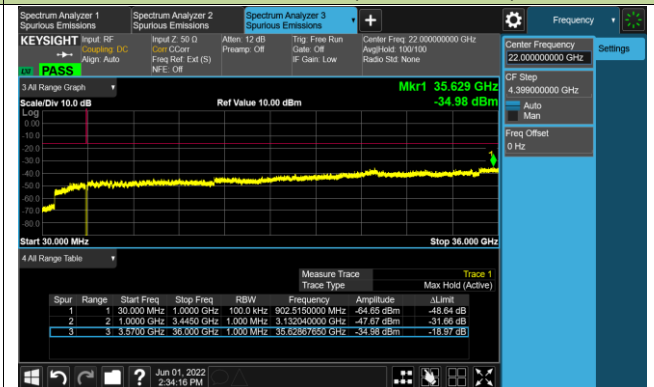 Spectrum Analyzer 1
Spurious Emissions
Spectrum Analyzer 2
Spurious Emissions
Spectrum Analyzer 3
Spurious Emissions
Frequency
KEYSIGHT
Input: RF
Coupling: DC
Align: Auto
Input Z: 50 Ω
Corr CCorr
Freq Ref: Ext (S)
NFE: Off
Atten: 12 dB
Preamp: Off
Trig: Free Run
Gate: Off
IF Gain: Low
Center Freq: 22.000000000 GHz
Avg|Hold: 100/100
Radio Std: None
PASS
Center Frequency
22.000000000 GHz
Settings
CF Step
4.399000000 GHz
Auto
Man
Freq Offset
0 Hz
3 All Range Graph
Mkr1 35.629 GHz
Scale/Div 10.0 dB
Ref Value 10.00 dBm
-34.98 dBm
Log
0.00
-10.0
-20.0
-30.0
-40.0
-50.0
-60.0
-70.0
-80.0
1
Start 30.000 MHz
Stop 36.000 GHz
4 All Range Table
Measure Trace Trace 1
Trace Type Max Hold (Active)
Spur Range Start Freq Stop Freq RBW Frequency Amplitude ΔLimit
1 1 30.000 MHz 1.0000 GHz 100.0 kHz 902.5150000 MHz -64.65 dBm -48.64 dB
2 2 1.0000 GHz 3.4450 GHz 1.000 MHz 3.132040000 GHz -47.67 dBm -31.66 dB
3 3 3.5700 GHz 36.000 GHz 1.000 MHz 35.62867650 GHz -34.98 dBm -18.97 dB
Jun 01, 2022
2:34:16 PM